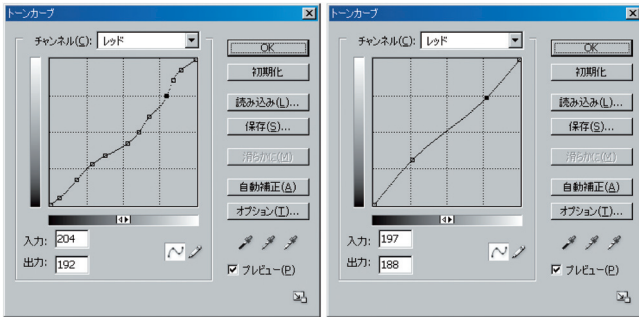 トーンカーブ
チャンネル(C): レッド
OK
初期化
読み込み(L)...
保存(S)...
滑らかに(M)
自動補正(A)
オプション(T)...
入力: 204
出力: 192
プレビュー(P)
トーンカーブ
チャンネル(C): レッド
OK
初期化
読み込み(L)...
保存(S)...
滑らかに(M)
自動補正(A)
オプション(T)...
入力: 197
出力: 188
プレビュー(P)